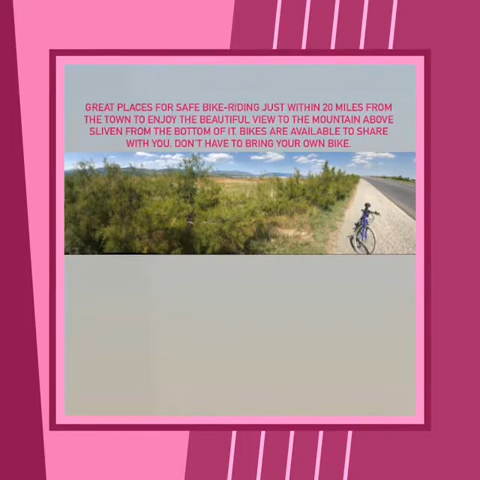 GREAT PLACES FOR SAFE BIKE-RIDING JUST WITHIN 20 MILES FROM
THE TOWN TO ENJOY THE BEAUTIFUL VIEW TO THE MOUNTAIN ABOVE
SLIVEN FROM THE BOTTOM OF IT. BIKES ARE AVAILABLE TO SHARE
WITH YOU. DON'T HAVE TO BRING YOUR OWN BIKE.